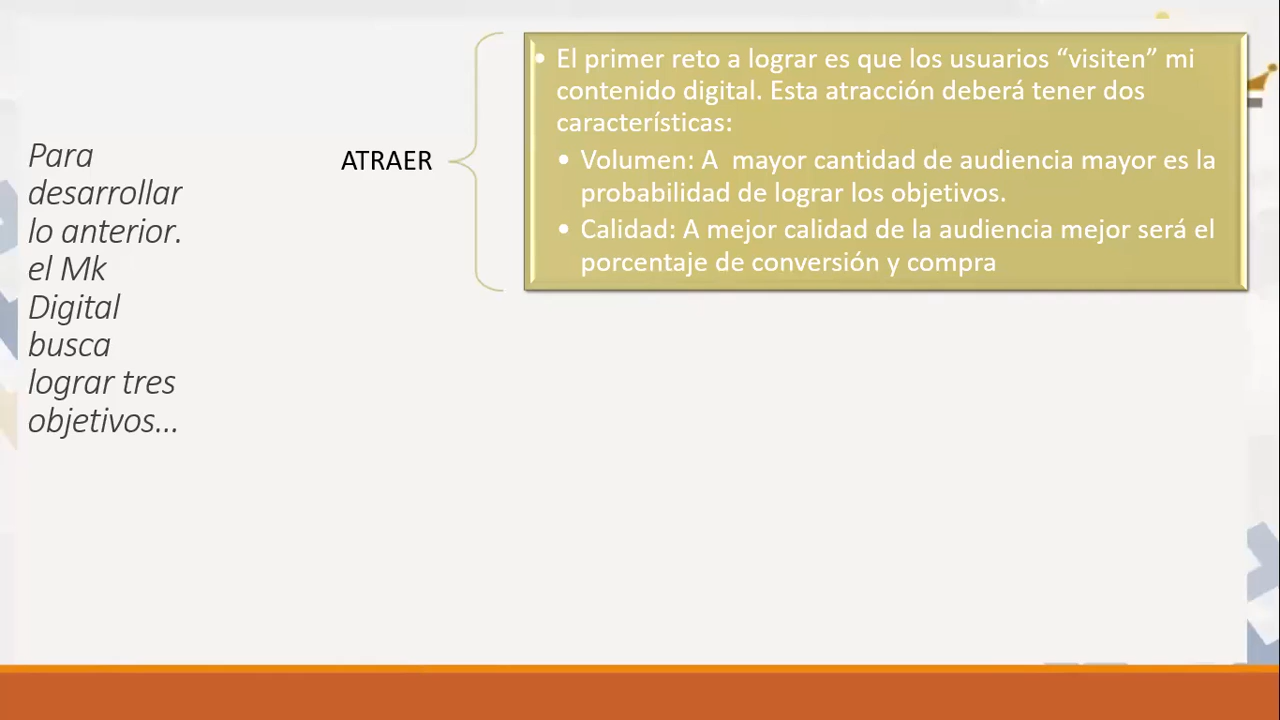 Para
desarrollar
lo anterior.
el Mk
Digital
busca
lograr tres
objetivos...
ATRAER
• El primer reto a lograr es que los usuarios “visiten” mi
contenido digital. Esta atracción deberá tener dos
características:
• Volumen: A  mayor cantidad de audiencia mayor es la
probabilidad de lograr los objetivos.
• Calidad: A mejor calidad de la audiencia mejor será el
porcentaje de conversión y compra